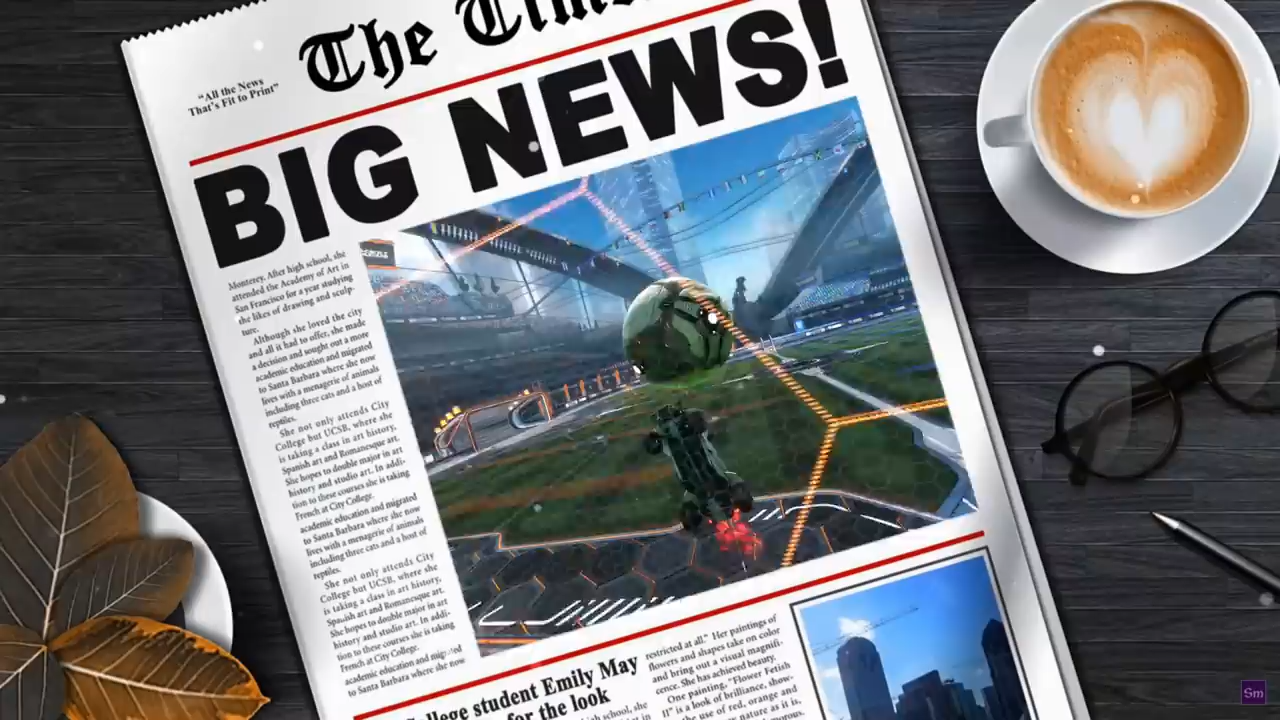 The
"All the News
That's Fit to Print"
BIG NEWS!
Monterey. After high school, she
attended the Academy of Art in
San Francisco for a year studying
the likes of drawing and sculp-
ture.
Although she loved the city
and all it had to offer, she made
a decision and sought out a more
academic education and migrated
to Santa Barbara where she now
lives with a menagerie of animals
including three cats and a host of
reptiles.
She not only attends City
College but UCSB, where she
is taking a class in art history,
Spanish art and Romanesque art.
She hopes to double major in art
history and studio art. In addi-
tion to these courses she is taking
French at City College.
academic education and migrated
to Santa Barbara where she now
lives with a menagerie of animals
including three cats and a host of
reptiles.
She not only attends City
College but UCSB, where she
is taking a class in art history,
Spanish art and Romanesque art.
She hopes to double major in art
history and studio art. In addi-
tion to these courses she is taking
French at City College.
academic education and migrated
to Santa Barbara where she now
College student Emily May
for the look
high school, she
restricted at all." Her paintings of
flowers and shapes take on color
and bring out a visual magnifi-
cence. She has achieved beauty.
One painting, "Flower Fetish
II" is a look of brilliance, show-
the use of red, orange and
nature as it is,
Sm